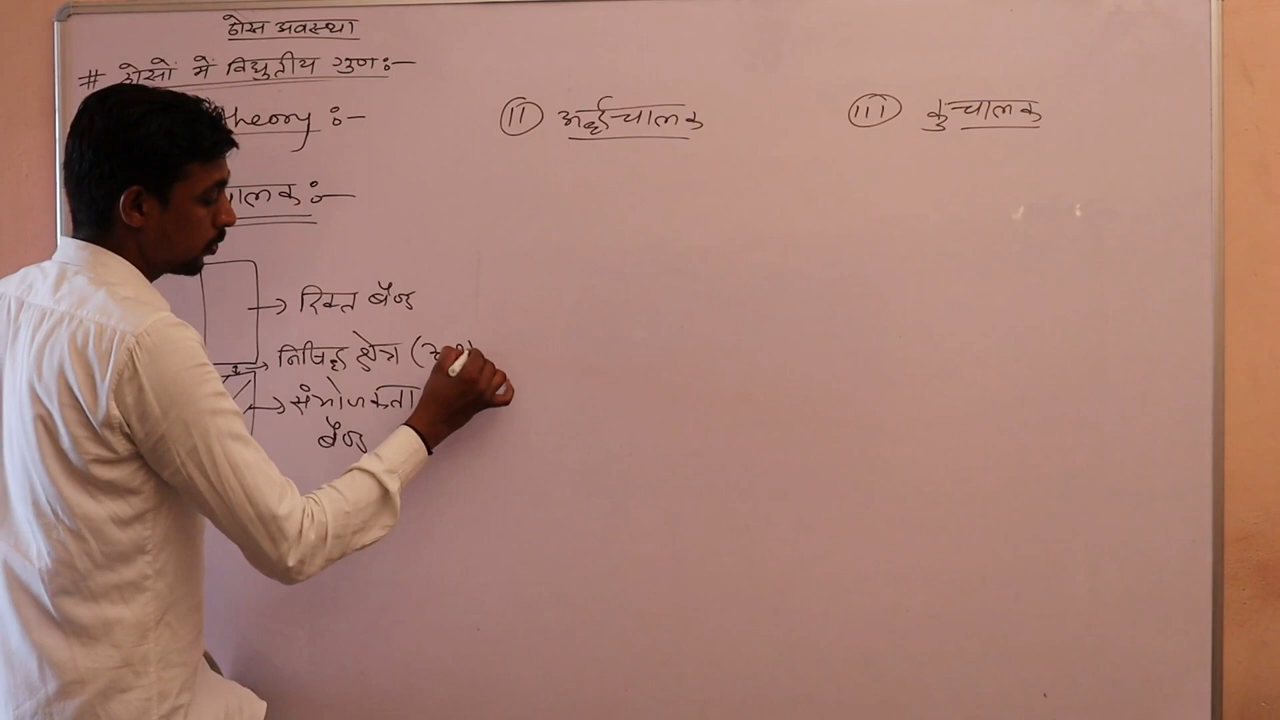 ठोस अवस्था
# ठोसों में विद्युतीय गुण :-
theory :-
ालक :-
→ रिक्त बैण्ड
→ निषिद्ध क्षेत्र (
→ संयोजकता
बैण्ड
(II) अर्द्धचालक
(III) कुचालक